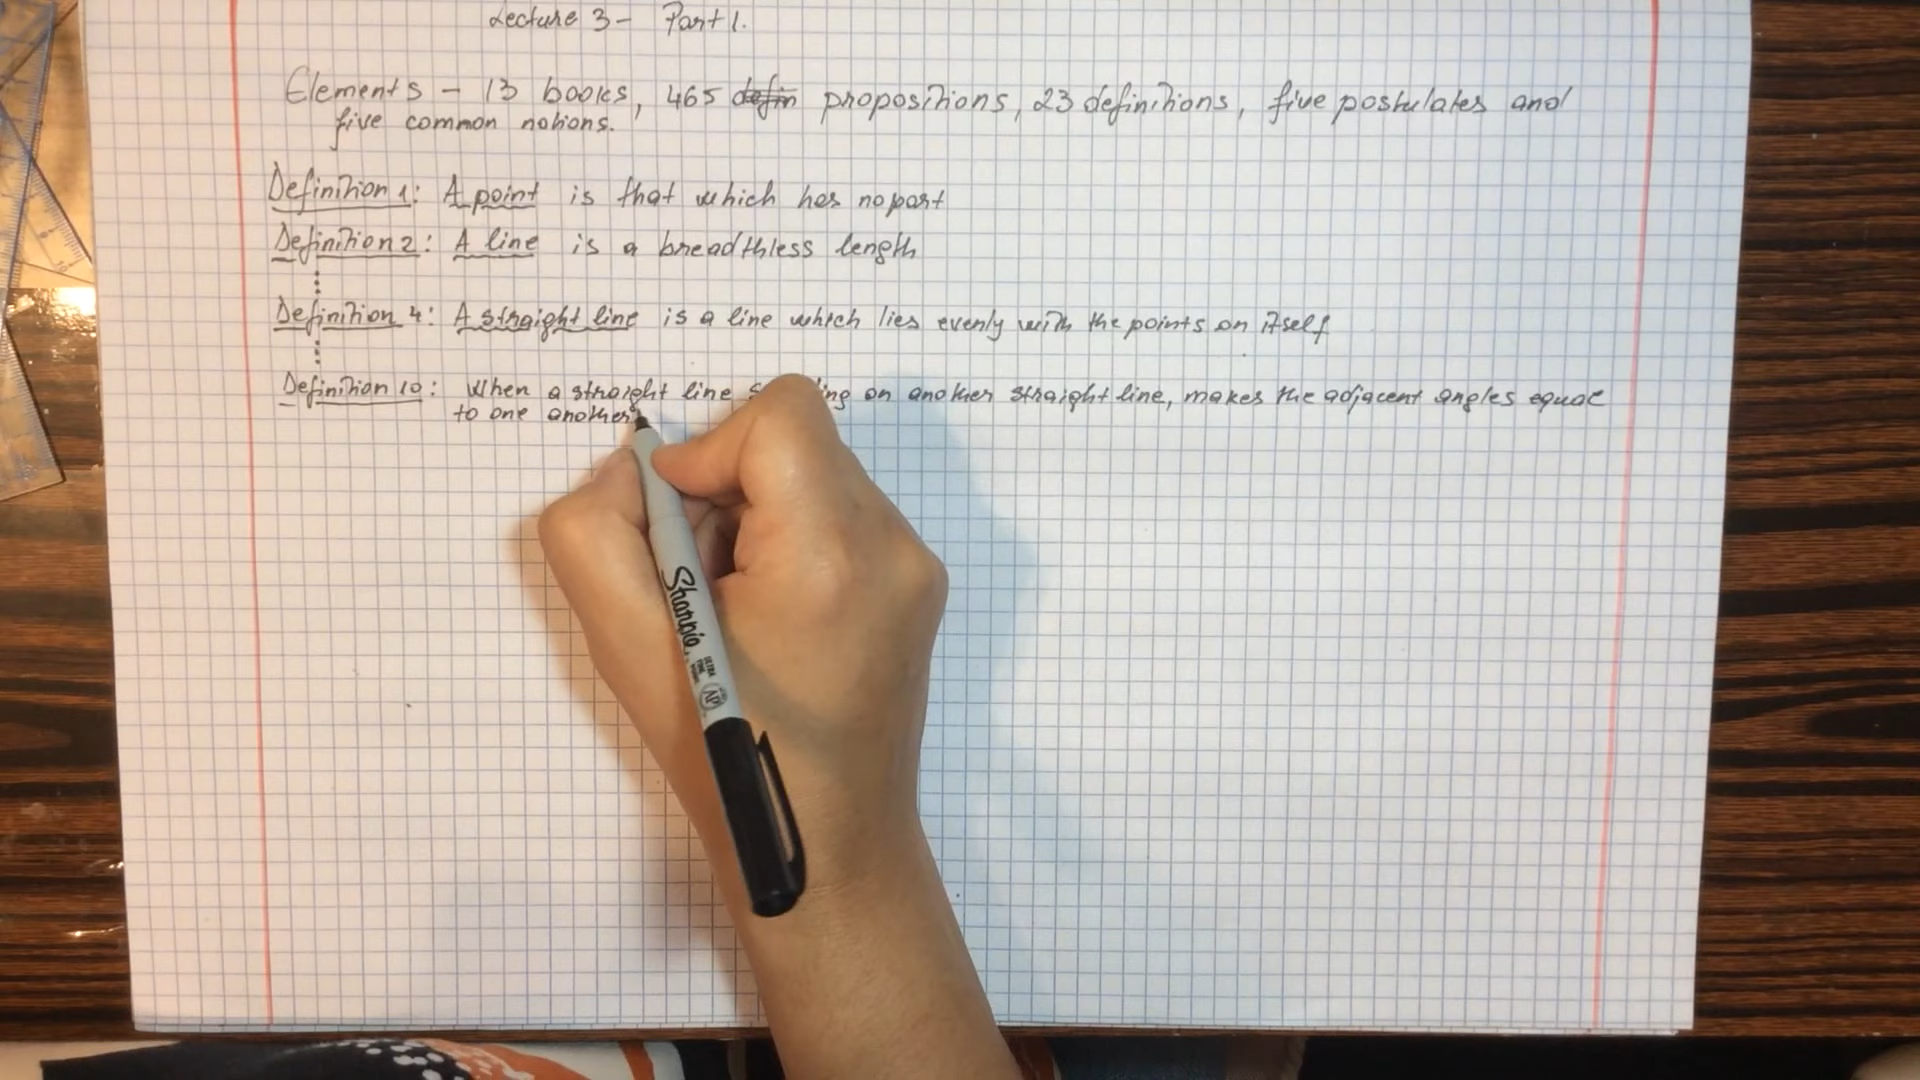 Lecture 3 - Part 1.
Elements - 13 books, 465 defin propositions, 23 definitions, five postulates and
five common notions.
Definition 1: A point is that which has no part
Definition 2: A line is a breadthless length
Definition 4: A straight line is a line which lies evenly with the points on itself
Definition 10: When a straight line on another straight line, makes the adjacent angles equal
to one another
Sharpie
ULTRA
FINE
AP